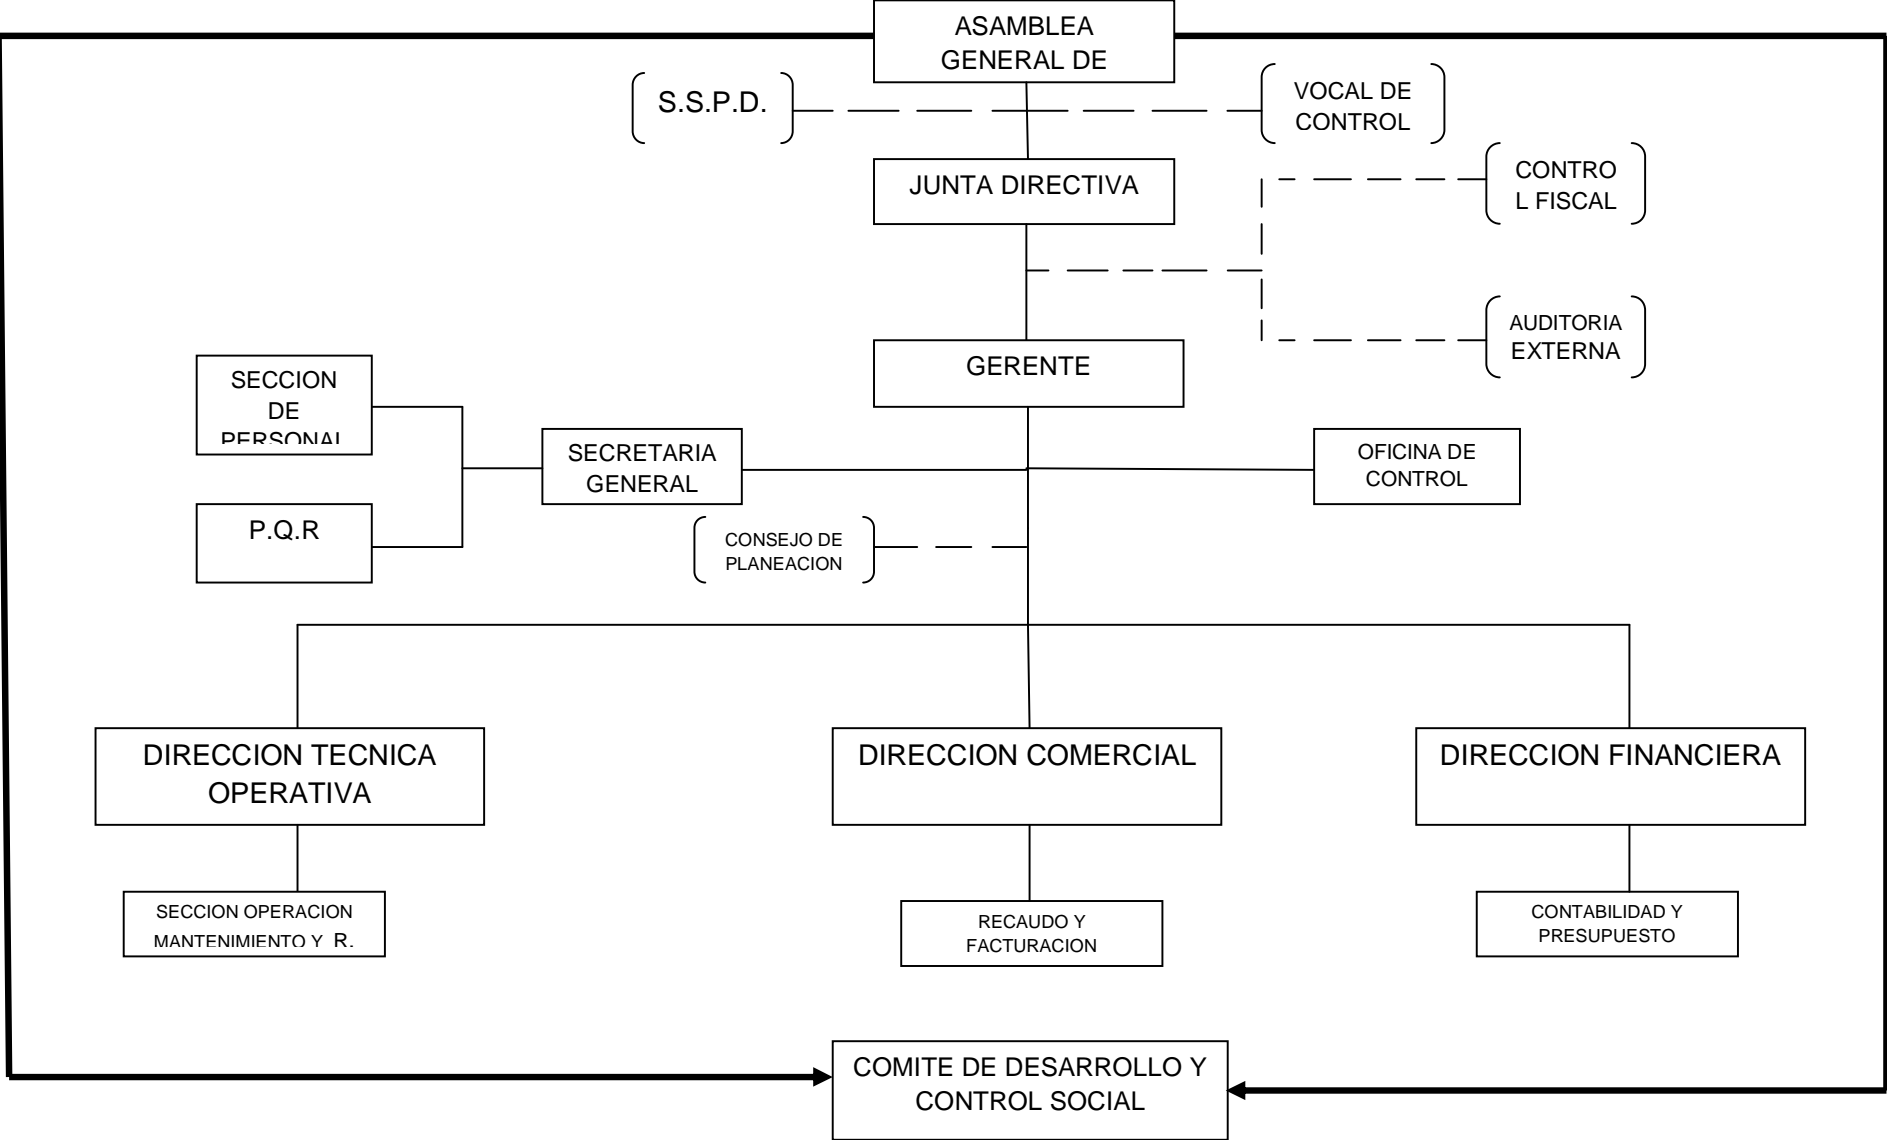 ASAMBLEA
GENERAL DE
S.S.P.D.
VOCAL DE
CONTROL
JUNTA DIRECTIVA
CONTRO
L FISCAL
AUDITORIA
EXTERNA
GERENTE
SECCION
DE
PERSONAL
SECRETARIA
GENERAL
OFICINA DE
CONTROL
P.Q.R
CONSEJO DE
PLANEACION
DIRECCION TECNICA
OPERATIVA
DIRECCION COMERCIAL
DIRECCION FINANCIERA
SECCION OPERACION
MANTENIMIENTO Y R.
RECAUDO Y
FACTURACION
CONTABILIDAD Y
PRESUPUESTO
COMITE DE DESARROLLO Y
CONTROL SOCIAL